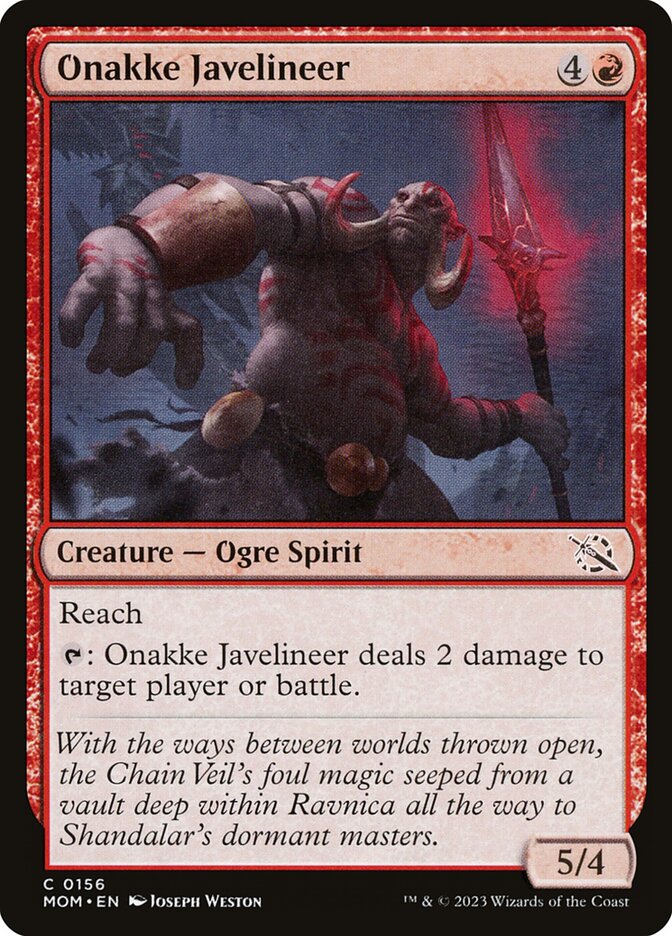 Onakke Javelineer 4
Creature — Ogre Spirit
Reach
: Onakke Javelineer deals 2 damage to
target player or battle.
With the ways between worlds thrown open,
the Chain Veil's foul magic seeped from a
vault deep within Ravnica all the way to
Shandalar's dormant masters.
5/4
C 0156
MOM • EN Joseph Weston
™ & © 2023 Wizards of the Coast